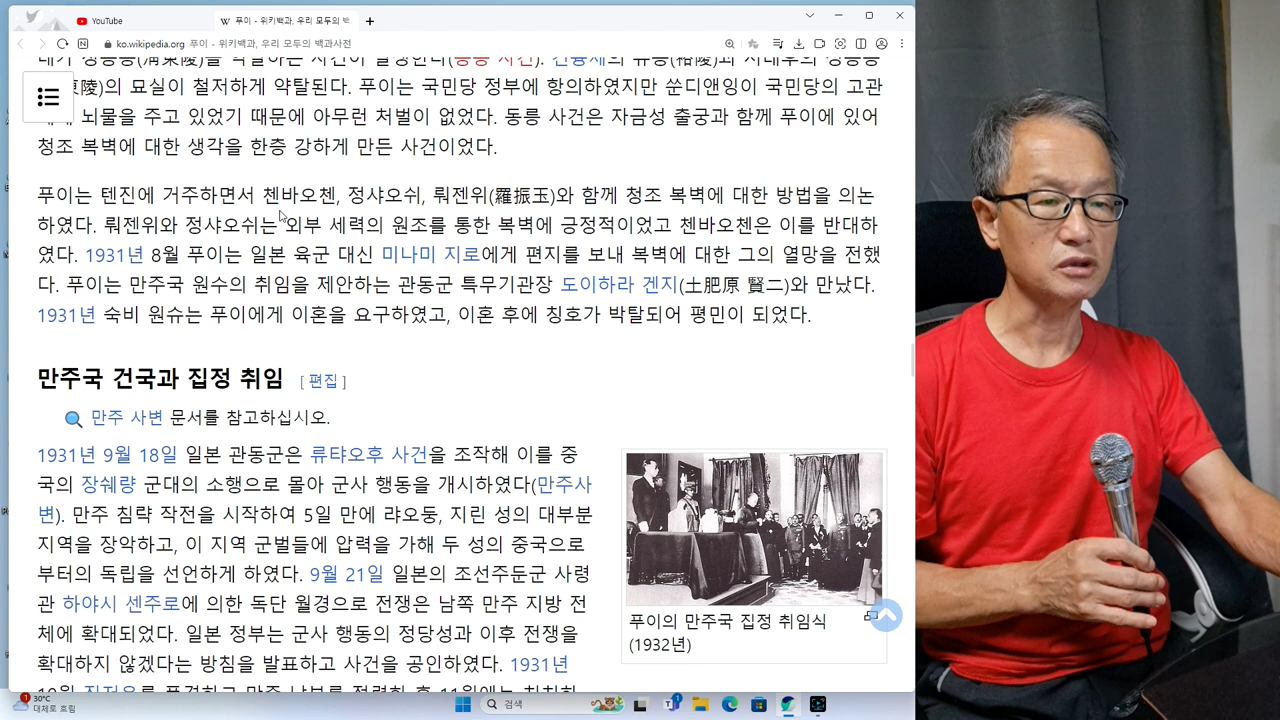 YouTube
푸이 - 위키백과, 우리 모두의 백
ko.wikipedia.org 푸이 - 위키백과, 우리 모두의 백과사전
陵)의 묘실이 철저하게 약탈된다. 푸이는 국민당 정부에 항의하였지만 쑨디앤잉이 국민당의 고관
뇌물을 주고 있었기 때문에 아무런 처벌이 없었다. 동릉 사건은 자금성 출궁과 함께 푸이에 있어
청조 복벽에 대한 생각을 한층 강하게 만든 사건이었다.
푸이는 텐진에 거주하면서 첸바오첸, 정샤오쉬, 뤄젠위(羅振玉)와 함께 청조 복벽에 대한 방법을 의논
하였다. 뤄젠위와 정샤오쉬는 외부 세력의 원조를 통한 복벽에 긍정적이었고 첸바오첸은 이를 반대하
였다. 1931년 8월 푸이는 일본 육군 대신 미나미 지로에게 편지를 보내 복벽에 대한 그의 열망을 전했
다. 푸이는 만주국 원수의 취임을 제안하는 관동군 특무기관장 도이하라 겐지(土肥原 賢二)와 만났다.
1931년 숙비 원슈는 푸이에게 이혼을 요구하였고, 이혼 후에 칭호가 박탈되어 평민이 되었다.
만주국 건국과 집정 취임 [ 편집 ]
만주 사변 문서를 참고하십시오.
1931년 9월 18일 일본 관동군은 류탸오후 사건을 조작해 이를 중
국의 장쉐량 군대의 소행으로 몰아 군사 행동을 개시하였다(만주사
변). 만주 침략 작전을 시작하여 5일 만에 랴오둥, 지린 성의 대부분
지역을 장악하고, 이 지역 군벌들에 압력을 가해 두 성의 중국으로
부터의 독립을 선언하게 하였다. 9월 21일 일본의 조선주둔군 사령
관 하야시 센주로에 의한 독단 월경으로 전쟁은 남쪽 만주 지방 전
체에 확대되었다. 일본 정부는 군사 행동의 정당성과 이후 전쟁을
확대하지 않겠다는 방침을 발표하고 사건을 공인하였다. 1931년
푸이의 만주국 집정 취임식
(1932년)
30°C
대체로 흐림
검색